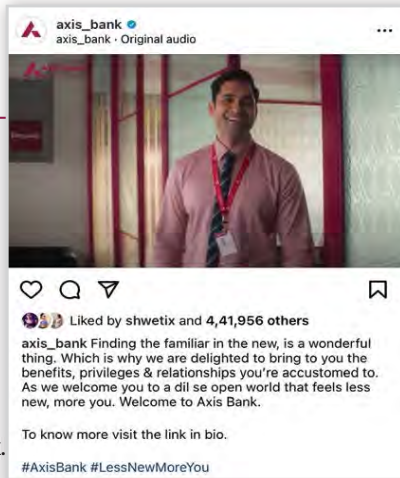 axis_bank
axis_bank · Original audio
Liked by shwetix and 4,41,956 others
axis_bank Finding the familiar in the new, is a wonderful
thing. Which is why we are delighted to bring to you the
benefits, privileges & relationships you're accustomed to.
As we welcome you to a dil se open world that feels less
new, more you. Welcome to Axis Bank.
To know more visit the link in bio.
#AxisBank #LessNewMoreYou